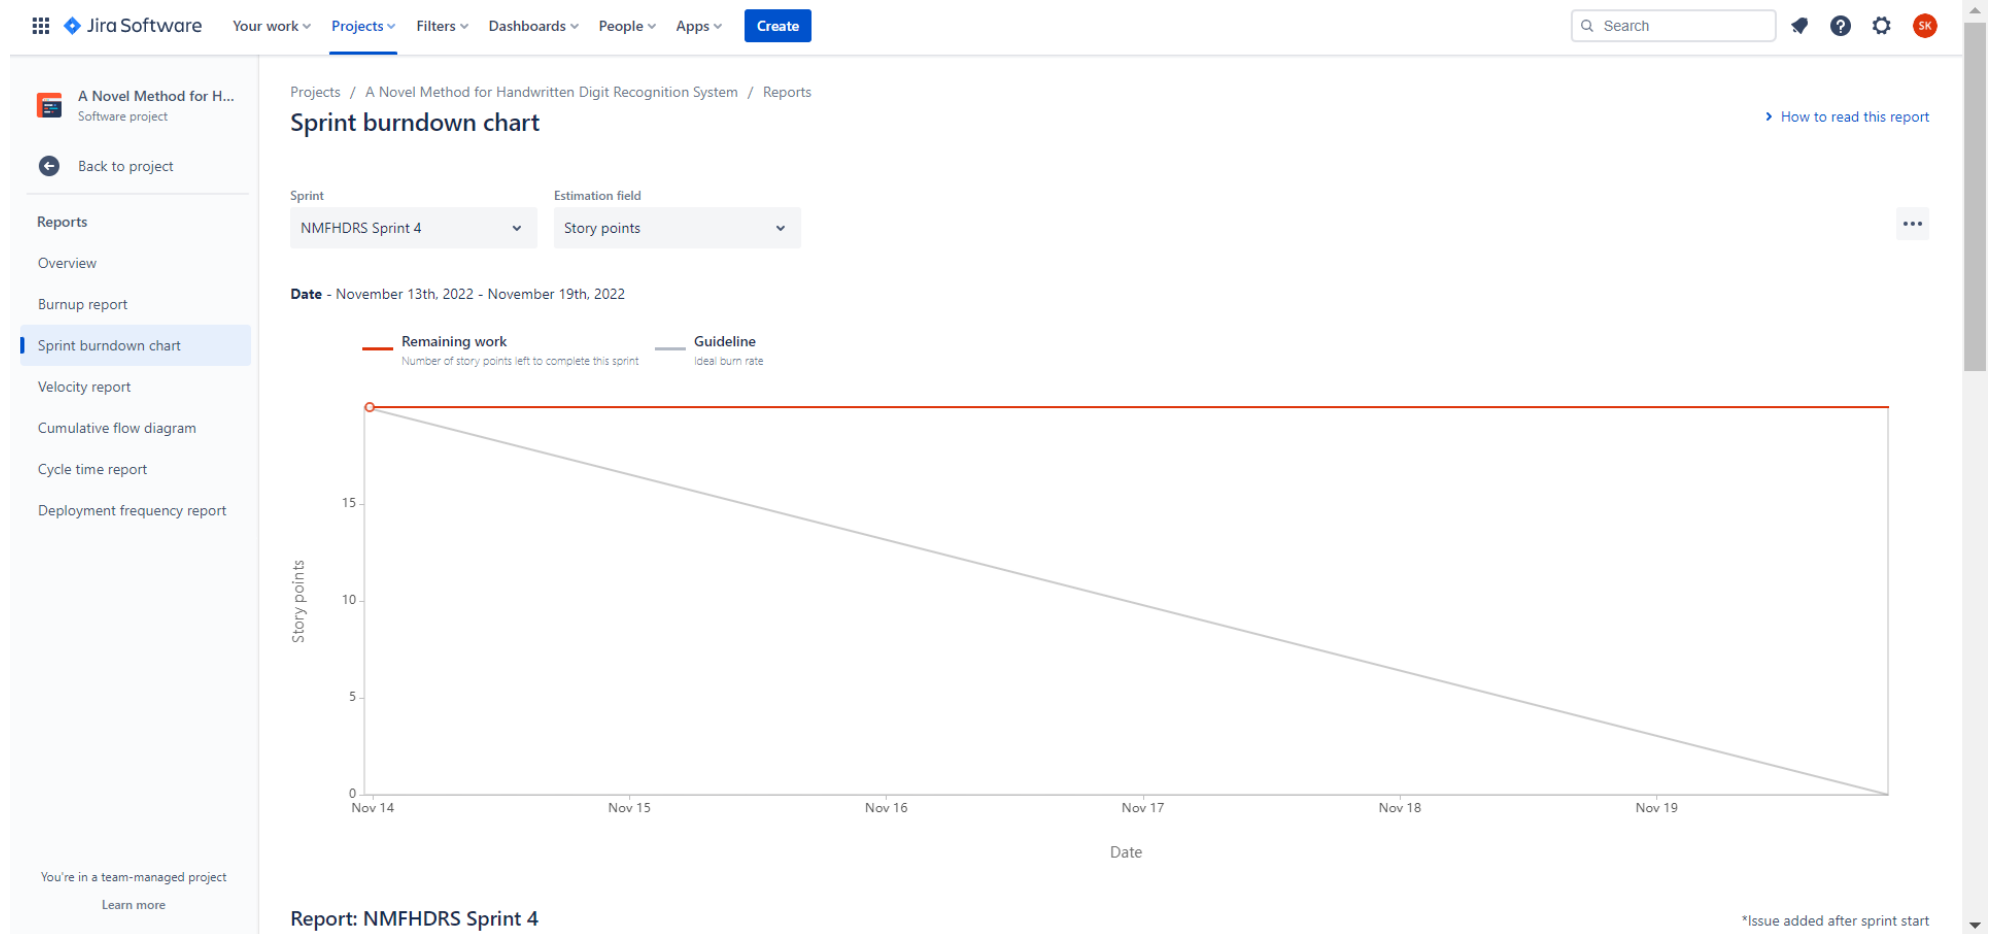 Jira Software Your work Projects Filters Dashboards People Apps Create Search SK
A Novel Method for H...
Software project
Back to project
Reports
Overview
Burnup report
Sprint burndown chart
Velocity report
Cumulative flow diagram
Cycle time report
Deployment frequency report
You're in a team-managed project
Learn more
Projects / A Novel Method for Handwritten Digit Recognition System / Reports
Sprint burndown chart
How to read this report
Sprint Estimation field
NMFHDRS Sprint 4 Story points
Date - November 13th, 2022 - November 19th, 2022
Remaining work Guideline
Number of story points left to complete this sprint Ideal burn rate
15
10
5
0
Story points
Nov 14 Nov 15 Nov 16 Nov 17 Nov 18 Nov 19
Date
Report: NMFHDRS Sprint 4
*Issue added after sprint start